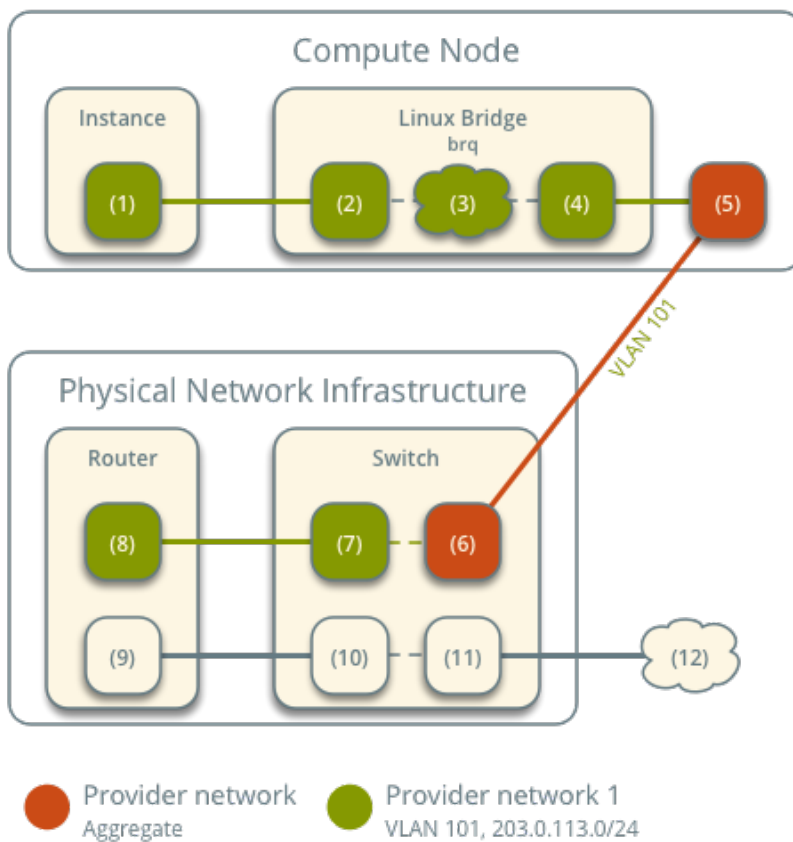 Compute Node
Instance
Linux Bridge
brq
(1)
(2)
(3)
(4)
(5)
VLAN 101
Physical Network Infrastructure
Router
Switch
(8)
(7)
(6)
(9)
(10)
(11)
(12)
Provider network
Aggregate
Provider network 1
VLAN 101, 203.0.113.0/24